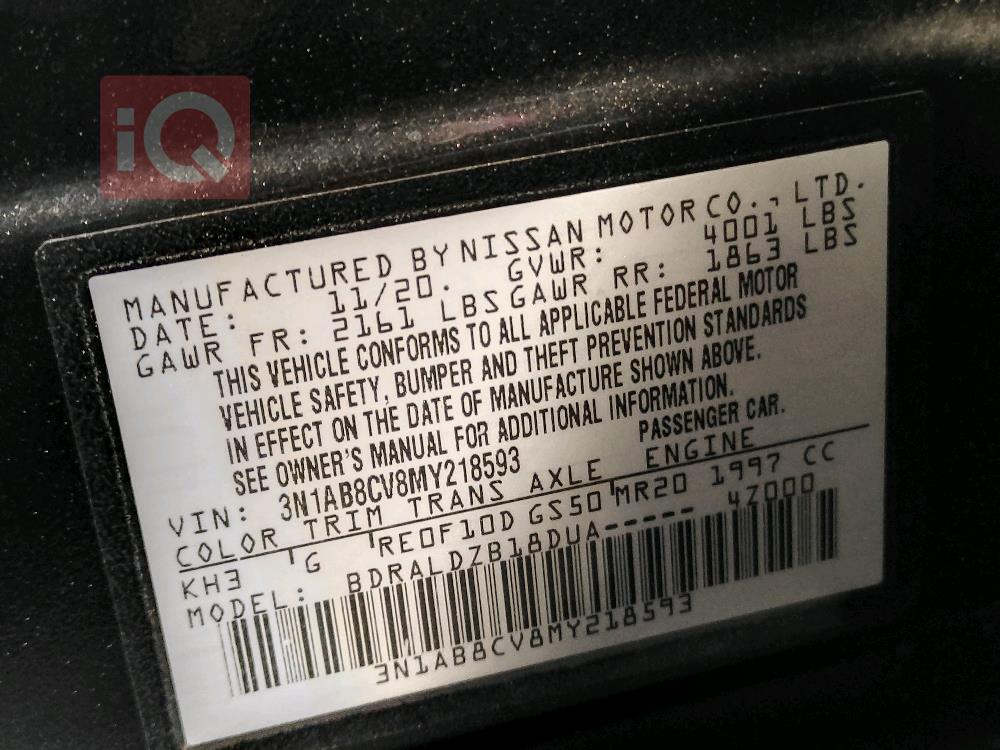 iQ
MANUFACTURED BY NISSAN MOTOR CO., LTD.
DATE: 11/20. GVWR: 4001 LBS
GAWR FR: 2161 LBS GAWR RR: 1863 LBS
THIS VEHICLE CONFORMS TO ALL APPLICABLE FEDERAL MOTOR
VEHICLE SAFETY, BUMPER AND THEFT PREVENTION STANDARDS
IN EFFECT ON THE DATE OF MANUFACTURE SHOWN ABOVE.
SEE OWNER'S MANUAL FOR ADDITIONAL INFORMATION.
VIN: 3N1AB8CV8MY218593 PASSENGER CAR.
COLOR TRIM TRANS AXLE ENGINE
KH3 G RE0F10D GS50 MR20 1997 CC
MODEL: BDRALDZB18DUA----- 4Z000
3N1AB8CV8MY218593